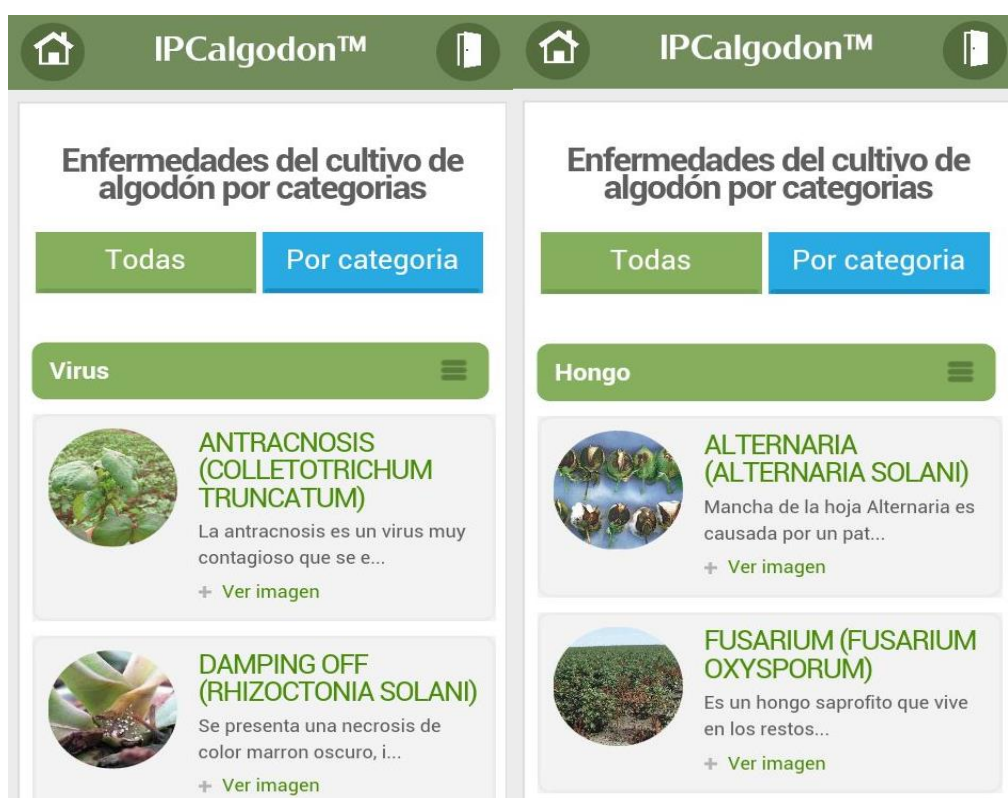 IPCalgodon™
Enfermedades del cultivo de
algodón por categorias
Todas
Por categoria
Virus
ANTRACNOSIS
(COLLETOTRICHUM
TRUNCATUM)
La antracnosis es un virus muy
contagioso que se e...
+ Ver imagen
DAMPING OFF
(RHIZOCTONIA SOLANI)
Se presenta una necrosis de
color marron oscuro, i...
+ Ver imagen
IPCalgodon™
Enfermedades del cultivo de
algodón por categorias
Todas
Por categoria
Hongo
ALTERNARIA
(ALTERNARIA SOLANI)
Mancha de la hoja Alternaria es
causada por un pat...
+ Ver imagen
FUSARIUM (FUSARIUM
OXYSPORUM)
Es un hongo saprofito que vive
en los restos...
+ Ver imagen